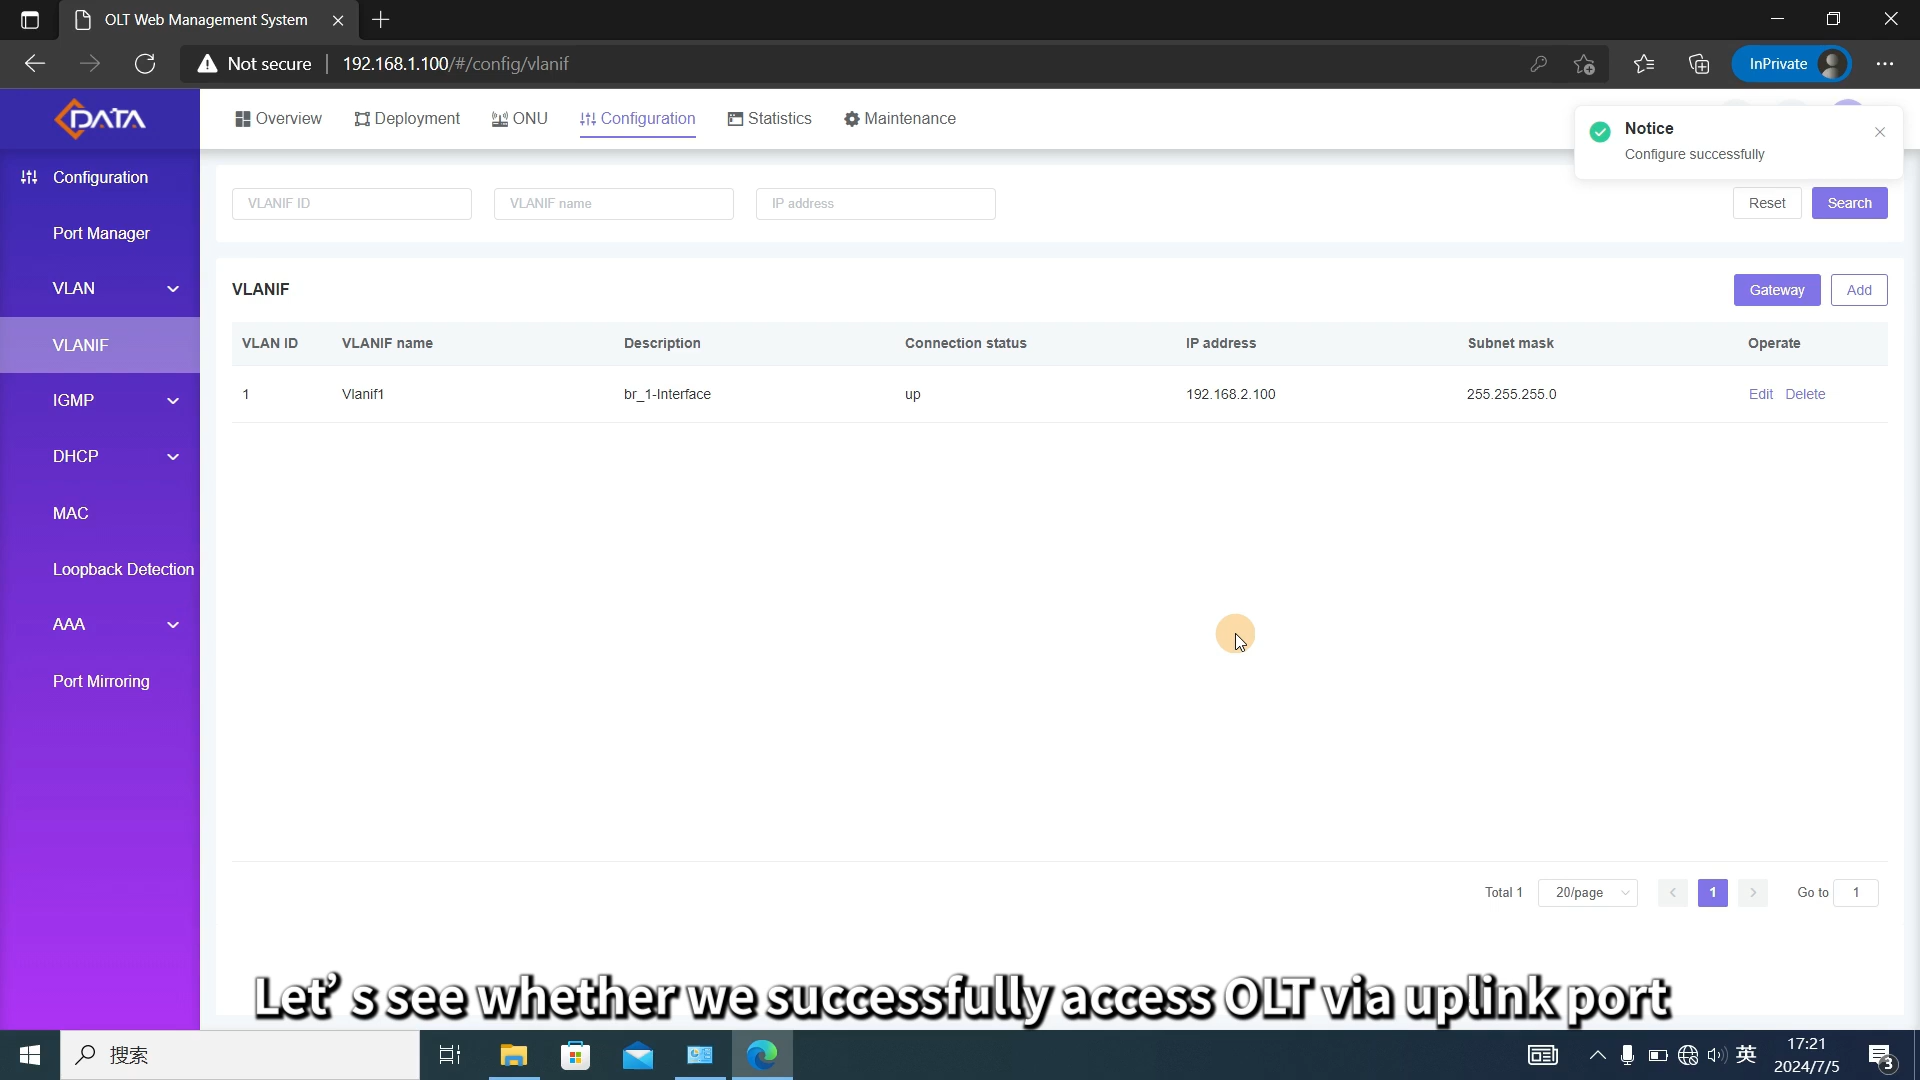 OLT Web Management System
Not secure
192.168.1.100/#/config/vlanif
InPrivate
DATA
Overview
Deployment
ONU
Configuration
Statistics
Maintenance
Notice
Configure successfully
Configuration
Port Manager
VLAN
VLANIF
IGMP
DHCP
MAC
Loopback Detection
AAA
Port Mirroring
VLANIF ID
VLANIF name
IP address
Reset
Search
VLANIF
Gateway
Add
VLAN ID VLANIF name Description Connection status IP address Subnet mask Operate
1 Vlanif1 br_1-Interface up 192.168.2.100 255.255.255.0 Edit Delete
Total 1 20/page 1 Go to 1
Let's see whether we successfully access OLT via uplink port
搜索
英
17:21
2024/7/5
3